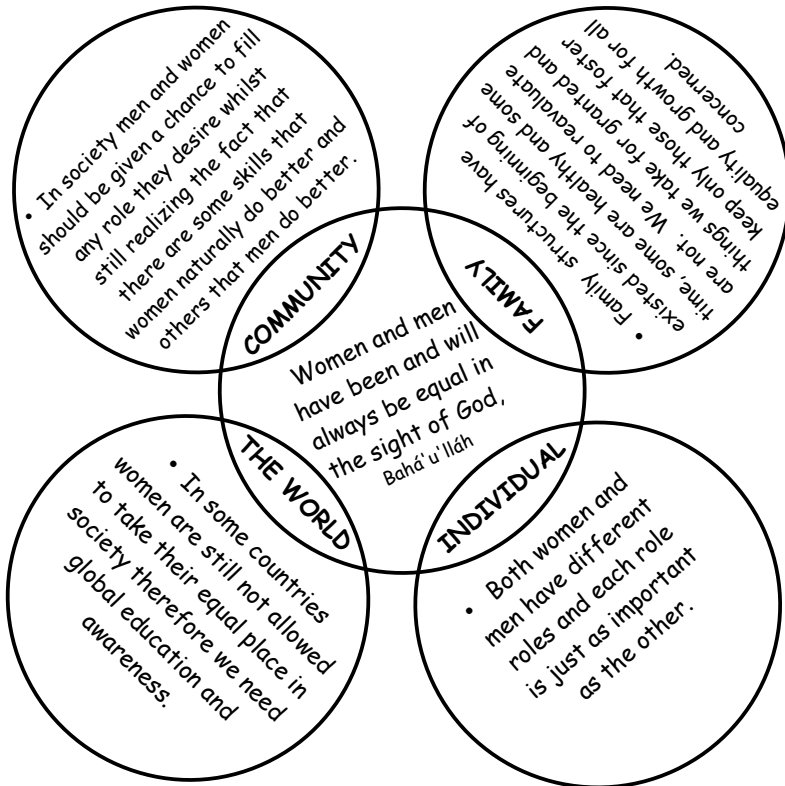 • In society men and women
should be given a chance to fill
any role they desire whilst
still realizing the fact that
there are some skills that
women naturally do better and
others that men do better.
COMMUNITY
• Family structures have
existed since the beginning of
time, some are healthy and some
are not. We need to reavaluate
things we take for granted and
Keep only those that foster
equality and growth for all
concerned.
FAMILY
Women and men
have been and will
always be equal in
the sight of God,
Bahá'u'lláh
THE WORLD
• In some countries
women are still not allowed
to take their equal place in
society therefore we need
global education and
awareness.
INDIVIDUAL
• Both women and
men have different
roles and each role
is just as important
as the other.